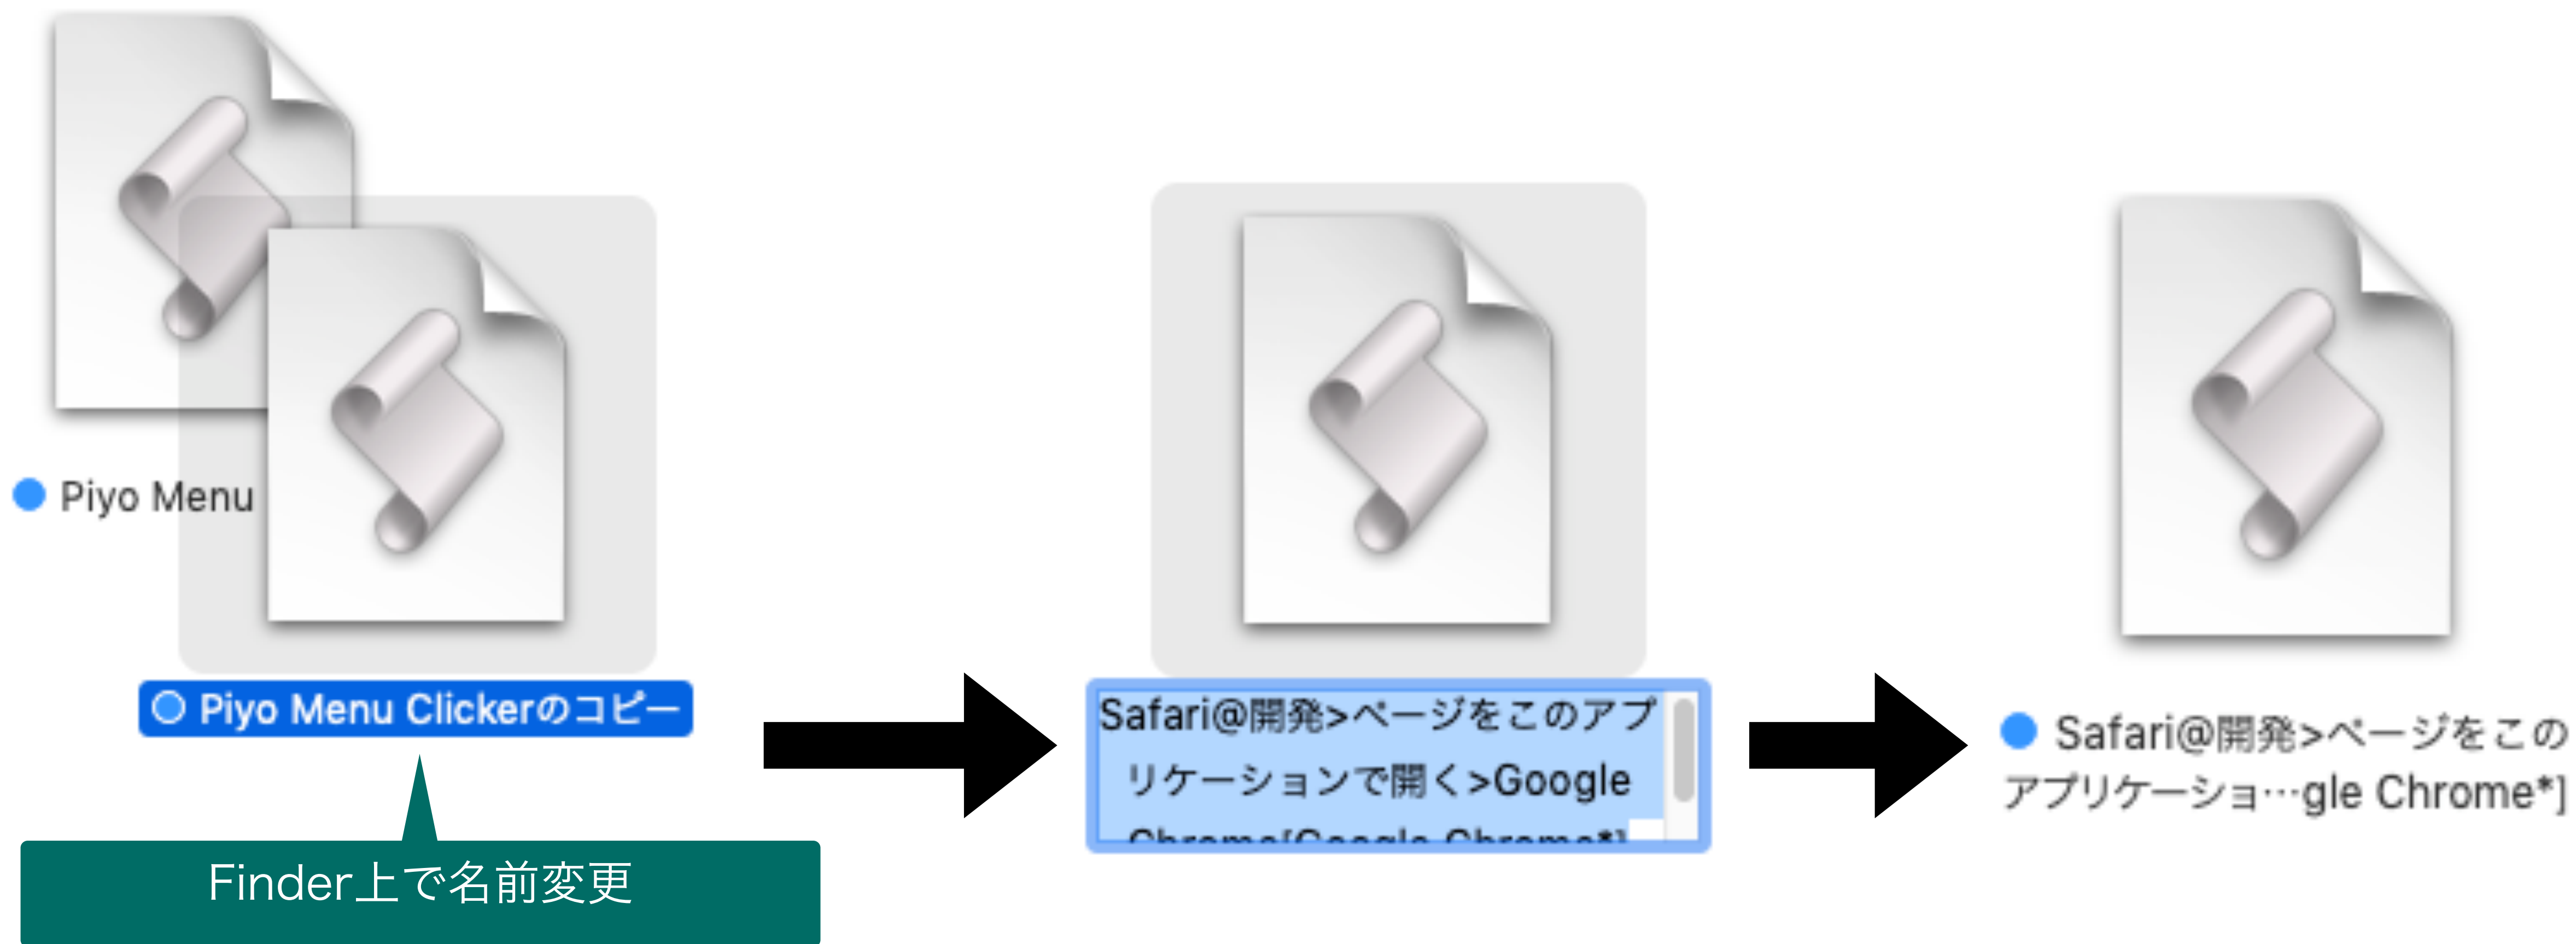 Piyo Menu
Piyo Menu Clickerのコピー
Finder上で名前変更
Safari@開発>ページをこのアプ
リケーションで開く>Google
Chrome[Google Chrome*]
Safari@開発>ページをこの
アプリケーショ…gle Chrome*]